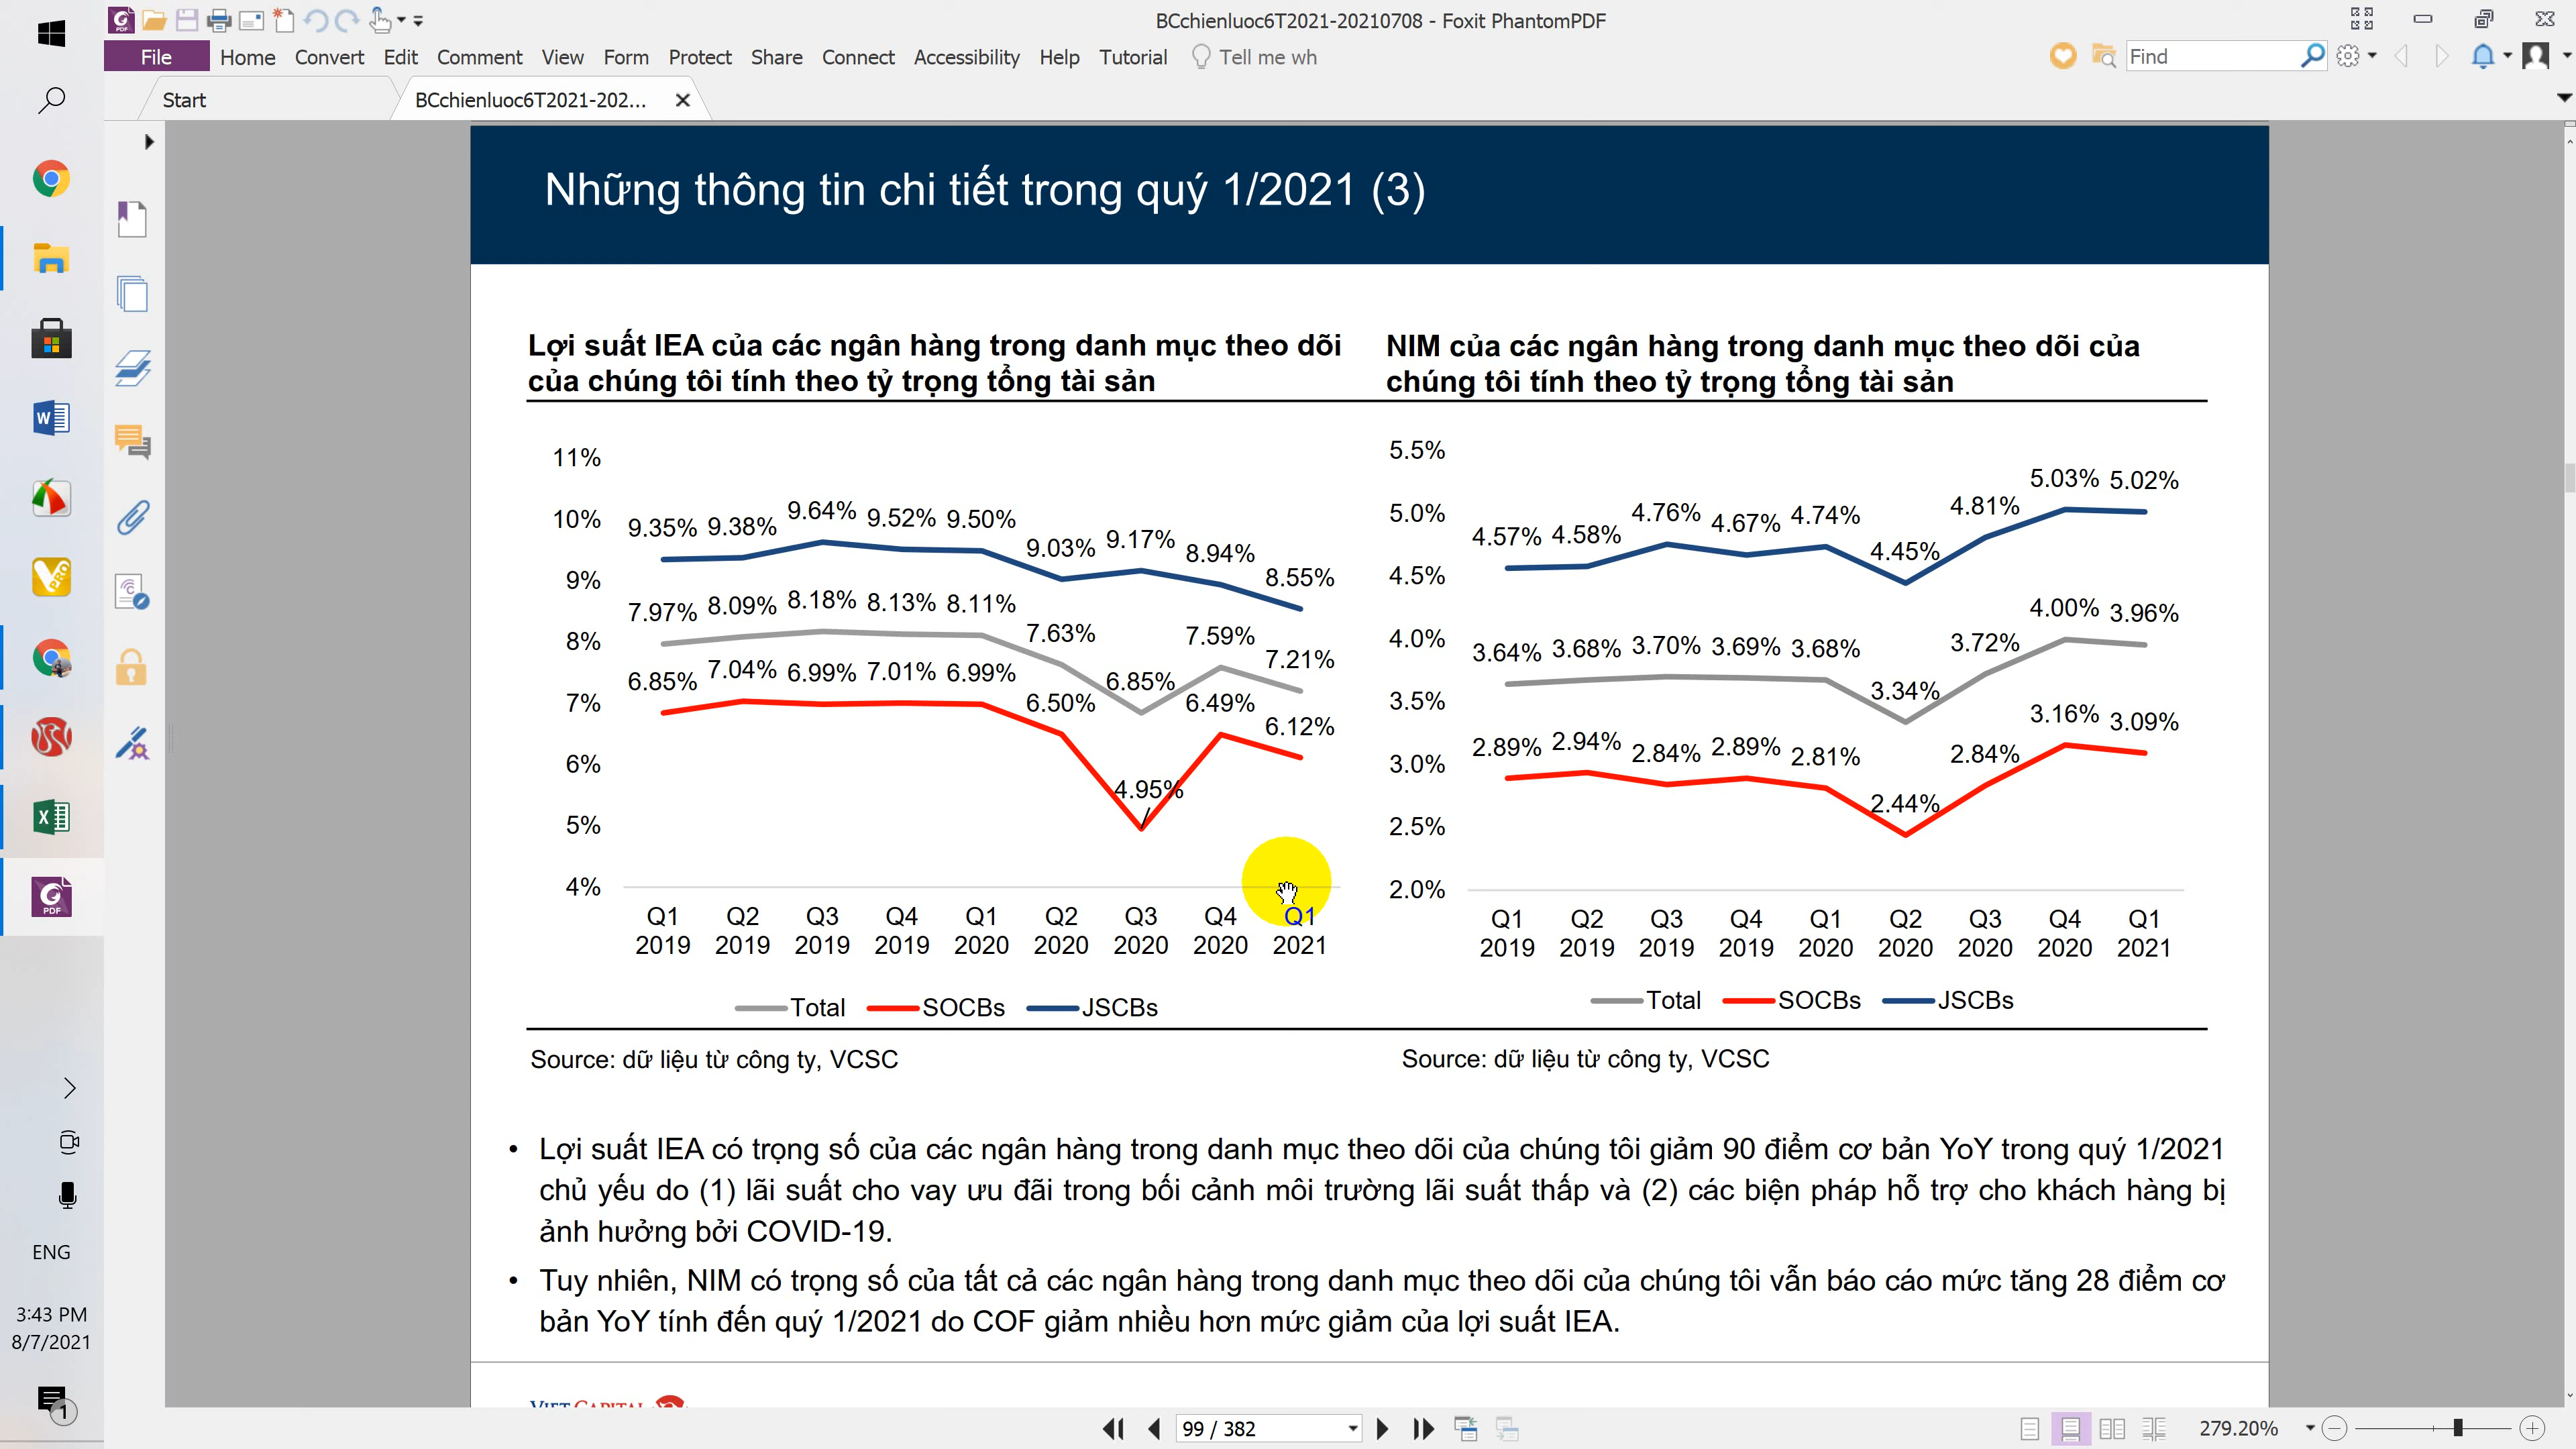 BCchienluoc6T2021-20210708 - Foxit PhantomPDF
File Home Convert Edit Comment View Form Protect Share Connect Accessibility Help Tutorial Tell me wh Find
Start BCchienluoc6T2021-202...
Những thông tin chi tiết trong quý 1/2021 (3)
Lợi suất IEA của các ngân hàng trong danh mục theo dõi
của chúng tôi tính theo tỷ trọng tổng tài sản
11%
10%
9%
8%
7%
6%
5%
4%
9.35% 9.38% 9.64% 9.52% 9.50% 9.03% 9.17% 8.94% 8.55%
7.97% 8.09% 8.18% 8.13% 8.11% 7.63% 6.85% 7.59% 7.21%
6.85% 7.04% 6.99% 7.01% 6.99% 6.50% 4.95% 6.49% 6.12%
Q1 Q2 Q3 Q4 Q1 Q2 Q3 Q4 Q1
2019 2019 2019 2019 2020 2020 2020 2020 2021
Total SOCBs JSCBs
Source: dữ liệu từ công ty, VCSC
NIM của các ngân hàng trong danh mục theo dõi của
chúng tôi tính theo tỷ trọng tổng tài sản
5.5%
5.0%
4.5%
4.0%
3.5%
3.0%
2.5%
2.0%
4.57% 4.58% 4.76% 4.67% 4.74% 4.45% 4.81% 5.03% 5.02%
3.64% 3.68% 3.70% 3.69% 3.68% 3.34% 3.72% 4.00% 3.96%
2.89% 2.94% 2.84% 2.89% 2.81% 2.44% 2.84% 3.16% 3.09%
Q1 Q2 Q3 Q4 Q1 Q2 Q3 Q4 Q1
2019 2019 2019 2019 2020 2020 2020 2020 2021
Total SOCBs JSCBs
Source: dữ liệu từ công ty, VCSC
• Lợi suất IEA có trọng số của các ngân hàng trong danh mục theo dõi của chúng tôi giảm 90 điểm cơ bản YoY trong quý 1/2021
chủ yếu do (1) lãi suất cho vay ưu đãi trong bối cảnh môi trường lãi suất thấp và (2) các biện pháp hỗ trợ cho khách hàng bị
ảnh hưởng bởi COVID-19.
• Tuy nhiên, NIM có trọng số của tất cả các ngân hàng trong danh mục theo dõi của chúng tôi vẫn báo cáo mức tăng 28 điểm cơ
bản YoY tính đến quý 1/2021 do COF giảm nhiều hơn mức giảm của lợi suất IEA.
VIET CAPITAL
99 / 382
279.20%
ENG
3:43 PM
8/7/2021
1